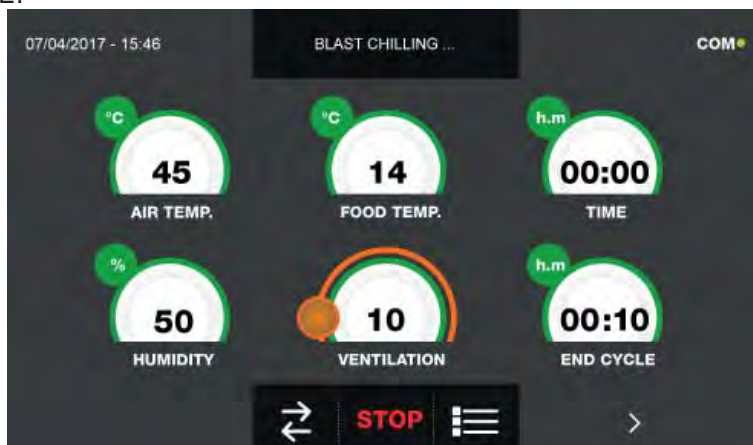 07/04/2017 - 15:46 BLAST CHILLING ... COM
°C °C h.m
45 14 00:00
AIR TEMP. FOOD TEMP. TIME
% h.m
50 10 00:10
HUMIDITY VENTILATION END CYCLE
STOP